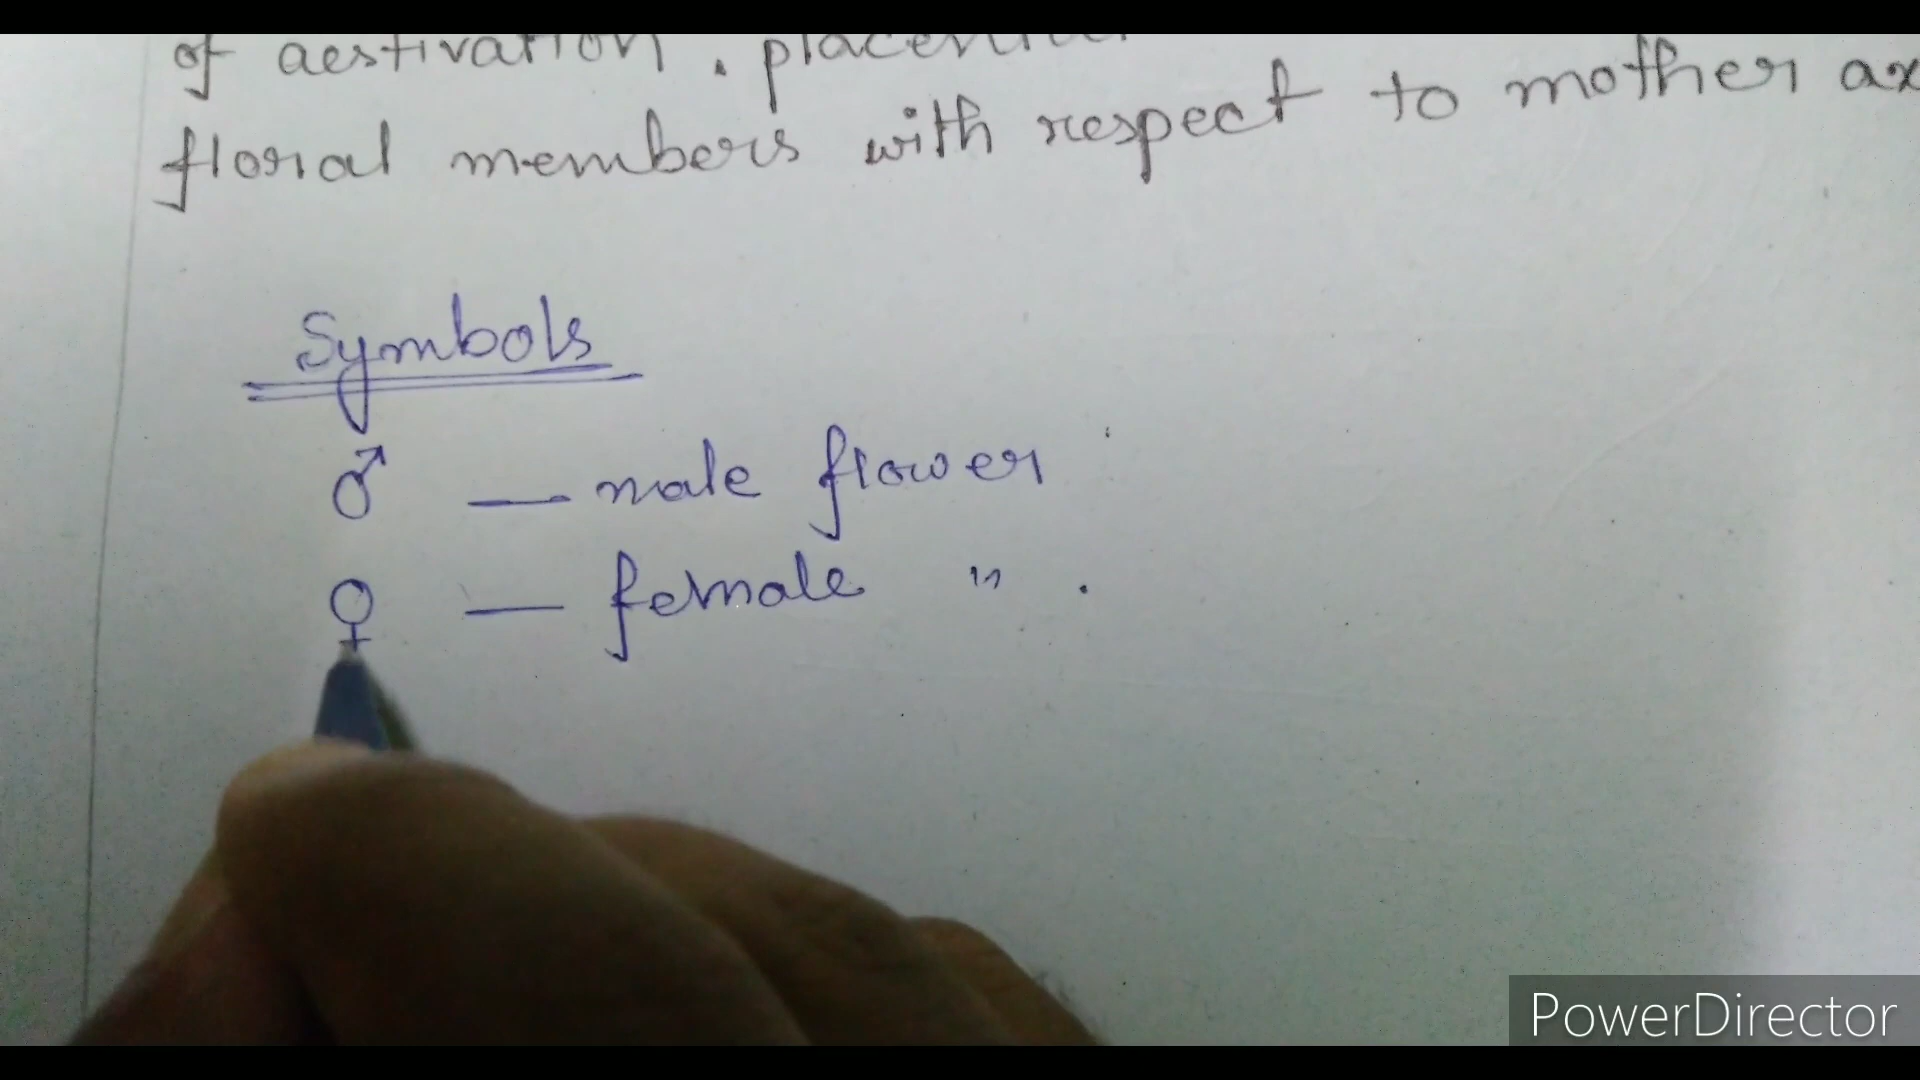 of aestivation, placenta
floral members with respect to mother ax
Symbols
♂ — male flower
♀ — female " .
PowerDirector